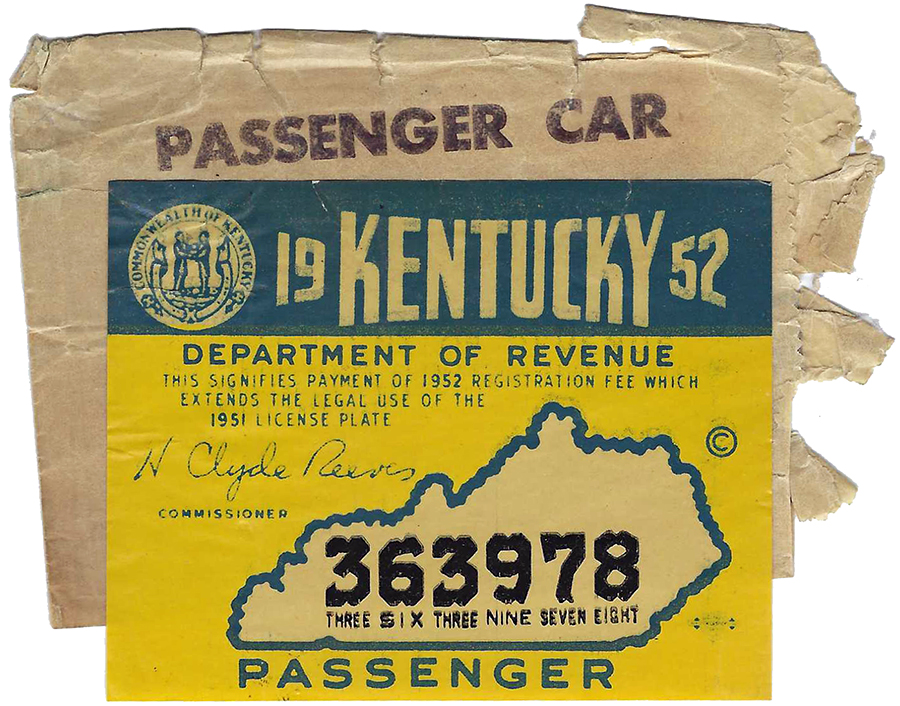 PASSENGER CAR
COMMONWEALTH OF KENTUCKY
19 KENTUCKY 52
DEPARTMENT OF REVENUE
THIS SIGNIFIES PAYMENT OF 1952 REGISTRATION FEE WHICH
EXTENDS THE LEGAL USE OF THE
1951 LICENSE PLATE
H Clyde Reeves
©
COMMISSIONER
363978
THREE SIX THREE NINE SEVEN EIGHT
PASSENGER